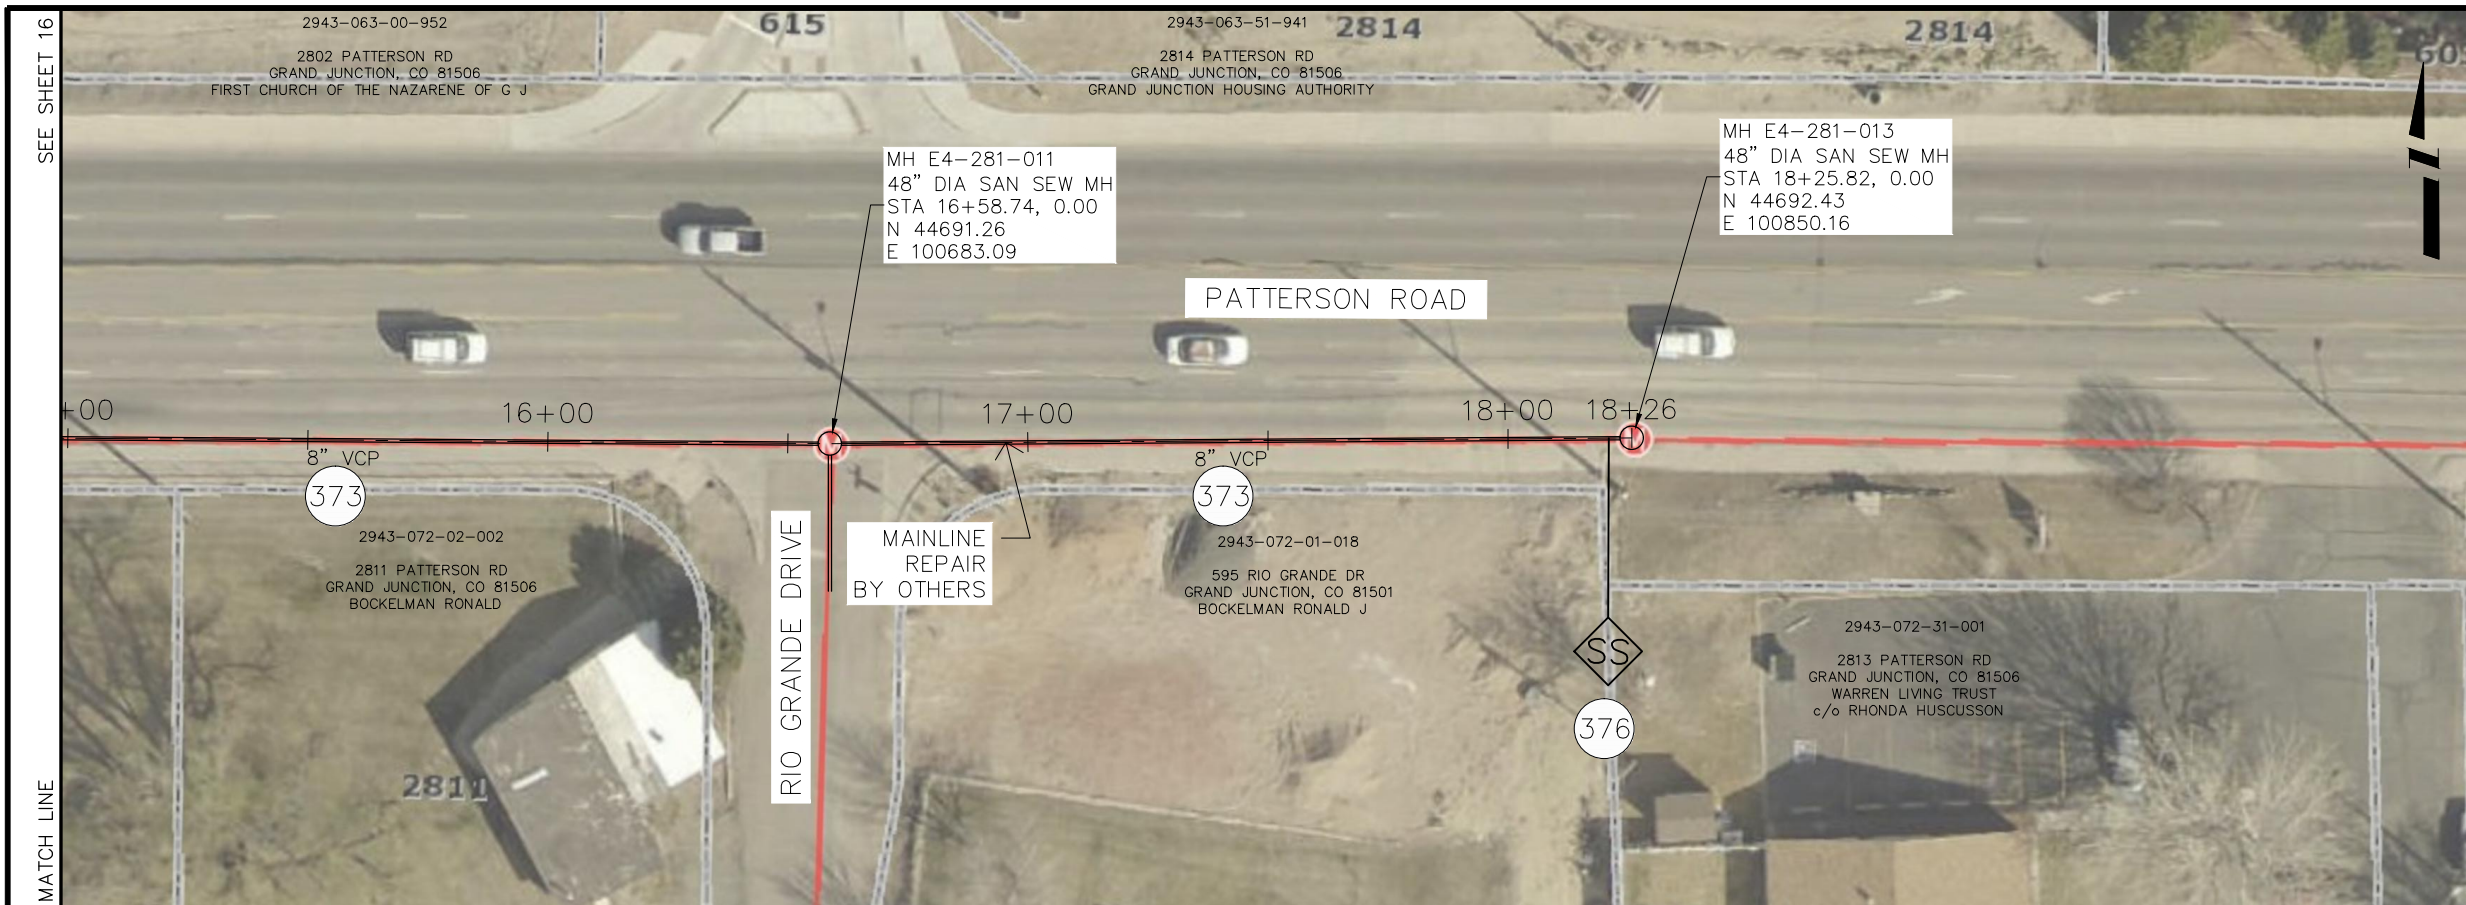 SEE SHEET 16
MATCH LINE
2943-063-00-952
2802 PATTERSON RD
GRAND JUNCTION, CO 81506
FIRST CHURCH OF THE NAZARENE OF G J
615
2943-063-51-941
2814 PATTERSON RD
GRAND JUNCTION, CO 81506
GRAND JUNCTION HOUSING AUTHORITY
2814
2814
MH E4-281-011
48" DIA SAN SEW MH
STA 16+58.74, 0.00
N 44691.26
E 100683.09
MH E4-281-013
48" DIA SAN SEW MH
STA 18+25.82, 0.00
N 44692.43
E 100850.16
PATTERSON ROAD
+00
16+00
17+00
18+00
18+26
8" VCP
373
8" VCP
373
2943-072-02-002
2811 PATTERSON RD
GRAND JUNCTION, CO 81506
BOCKELMAN RONALD
2811
RIO GRANDE DRIVE
MAINLINE
REPAIR
BY OTHERS
2943-072-01-018
595 RIO GRANDE DR
GRAND JUNCTION, CO 81501
BOCKELMAN RONALD J
SS
376
2943-072-31-001
2813 PATTERSON RD
GRAND JUNCTION, CO 81506
WARREN LIVING TRUST
c/o RHONDA HUSCUSSON